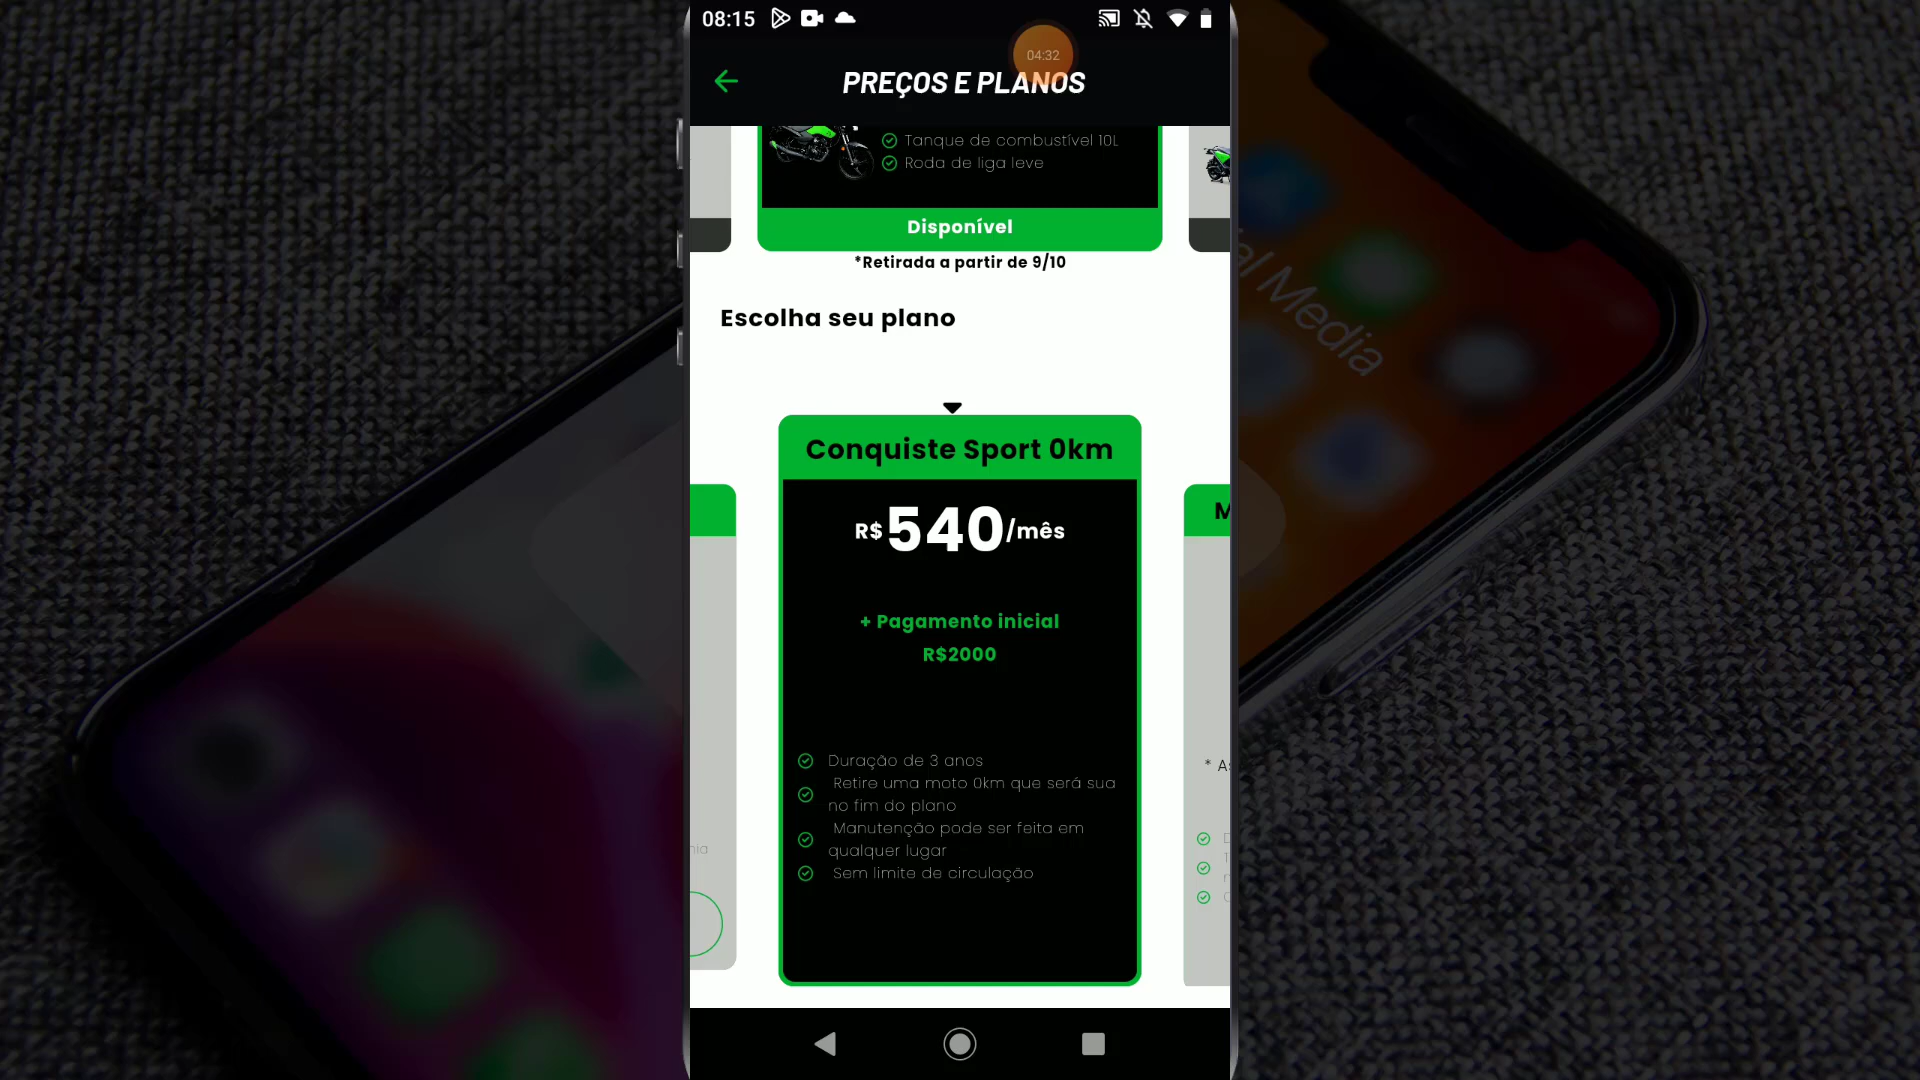 08:15
04:32
PREÇOS E PLANOS
Tanque de combustível 10L
Roda de liga leve
Disponível
*Retirada a partir de 9/10
Escolha seu plano
Conquiste Sport 0km
R$540/mês
+ Pagamento inicial
R$2000
Duração de 3 anos
Retire uma moto 0km que será sua
no fim do plano
Manutenção pode ser feita em
qualquer lugar
Sem limite de circulação
M
* As
nia
Media